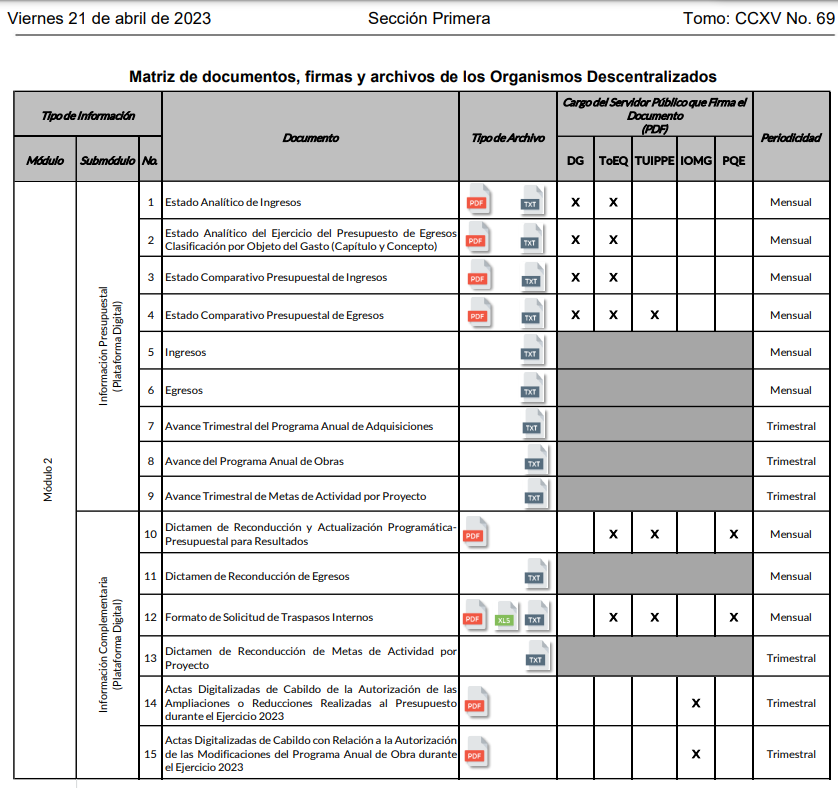 Viernes 21 de abril de 2023 Sección Primera Tomo: CCXV No. 69
Matriz de documentos, firmas y archivos de los Organismos Descentralizados
Tipo de Información Documento Tipo de Archivo Cargo del Servidor Público que Firma el
Documento
(PDF) Periodicidad
Módulo Submódulo No. DG ToEQ TUIPPE IOMG PQE
Módulo 2
Información Presupuestal
(Plataforma Digital)
1 Estado Analítico de Ingresos PDF TXT X X Mensual
2 Estado Analítico del Ejercicio del Presupuesto de Egresos
Clasificación por Objeto del Gasto (Capítulo y Concepto) PDF TXT X X Mensual
3 Estado Comparativo Presupuestal de Ingresos PDF TXT X X Mensual
4 Estado Comparativo Presupuestal de Egresos PDF TXT X X X Mensual
5 Ingresos TXT Mensual
6 Egresos TXT Mensual
7 Avance Trimestral del Programa Anual de Adquisiciones TXT Trimestral
8 Avance del Programa Anual de Obras TXT Trimestral
9 Avance Trimestral de Metas de Actividad por Proyecto TXT Trimestral
Información Complementaria
(Plataforma Digital)
10 Dictamen de Reconducción y Actualización Programática-
Presupuestal para Resultados PDF X X X Mensual
11 Dictamen de Reconducción de Egresos TXT Mensual
12 Formato de Solicitud de Traspasos Internos PDF XLS TXT X X X Mensual
13 Dictamen de Reconducción de Metas de Actividad por
Proyecto TXT Trimestral
14 Actas Digitalizadas de Cabildo de la Autorización de las
Ampliaciones o Reducciones Realizadas al Presupuesto
durante el Ejercicio 2023 PDF X Trimestral
15 Actas Digitalizadas de Cabildo con Relación a la Autorización
de las Modificaciones del Programa Anual de Obra durante
el Ejercicio 2023 PDF X Trimestral